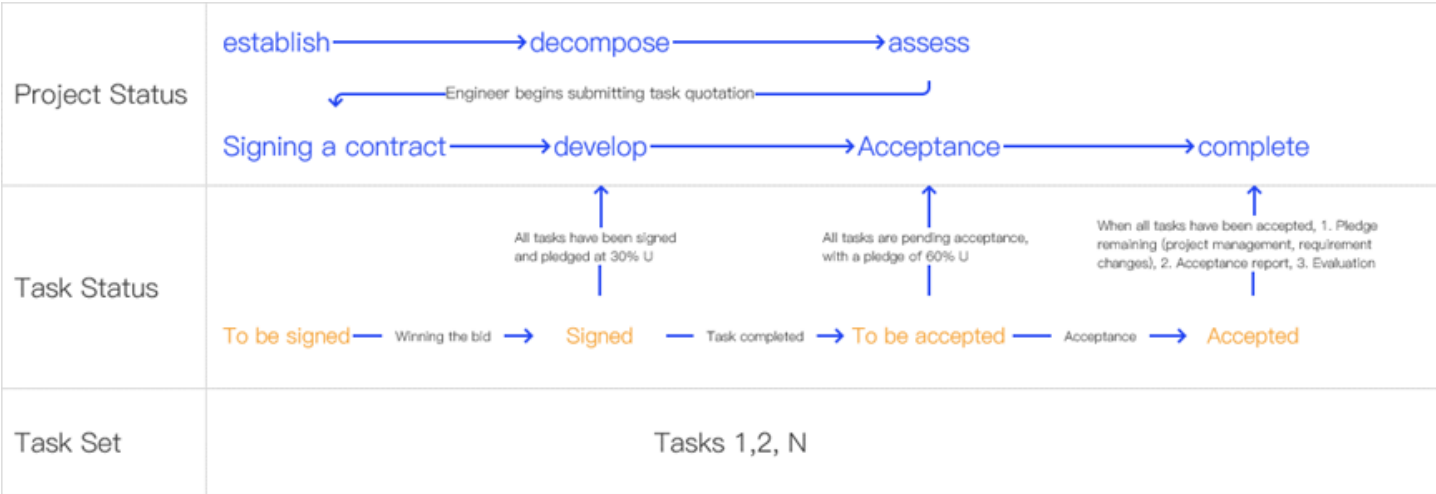 establish decompose assess
Project Status
Engineer begins submitting task quotation
Signing a contract develop Acceptance complete
All tasks have been signed
and pledged at 30% U
All tasks are pending acceptance,
with a pledge of 60% U
When all tasks have been accepted, 1. Pledge
remaining (project management, requirement
changes), 2. Acceptance report, 3. Evaluation
Task Status
To be signed Winning the bid Signed Task completed To be accepted Acceptance Accepted
Task Set
Tasks 1,2, N